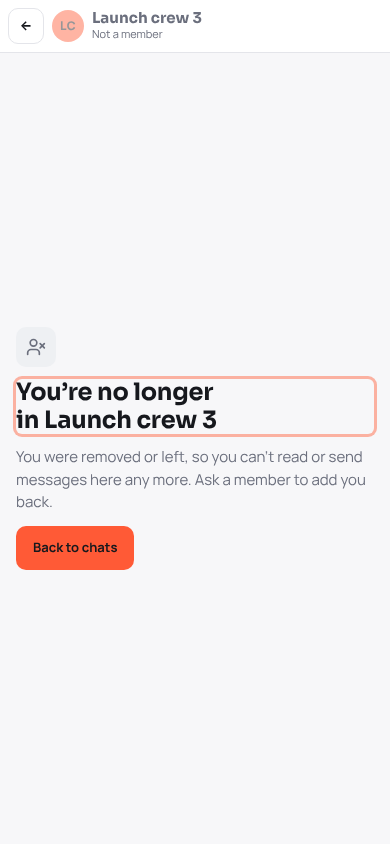 LC
Launch crew 3
Not a member
You’re no longer
in Launch crew 3
You were removed or left, so you can’t read or send
messages here any more. Ask a member to add you
back.
Back to chats